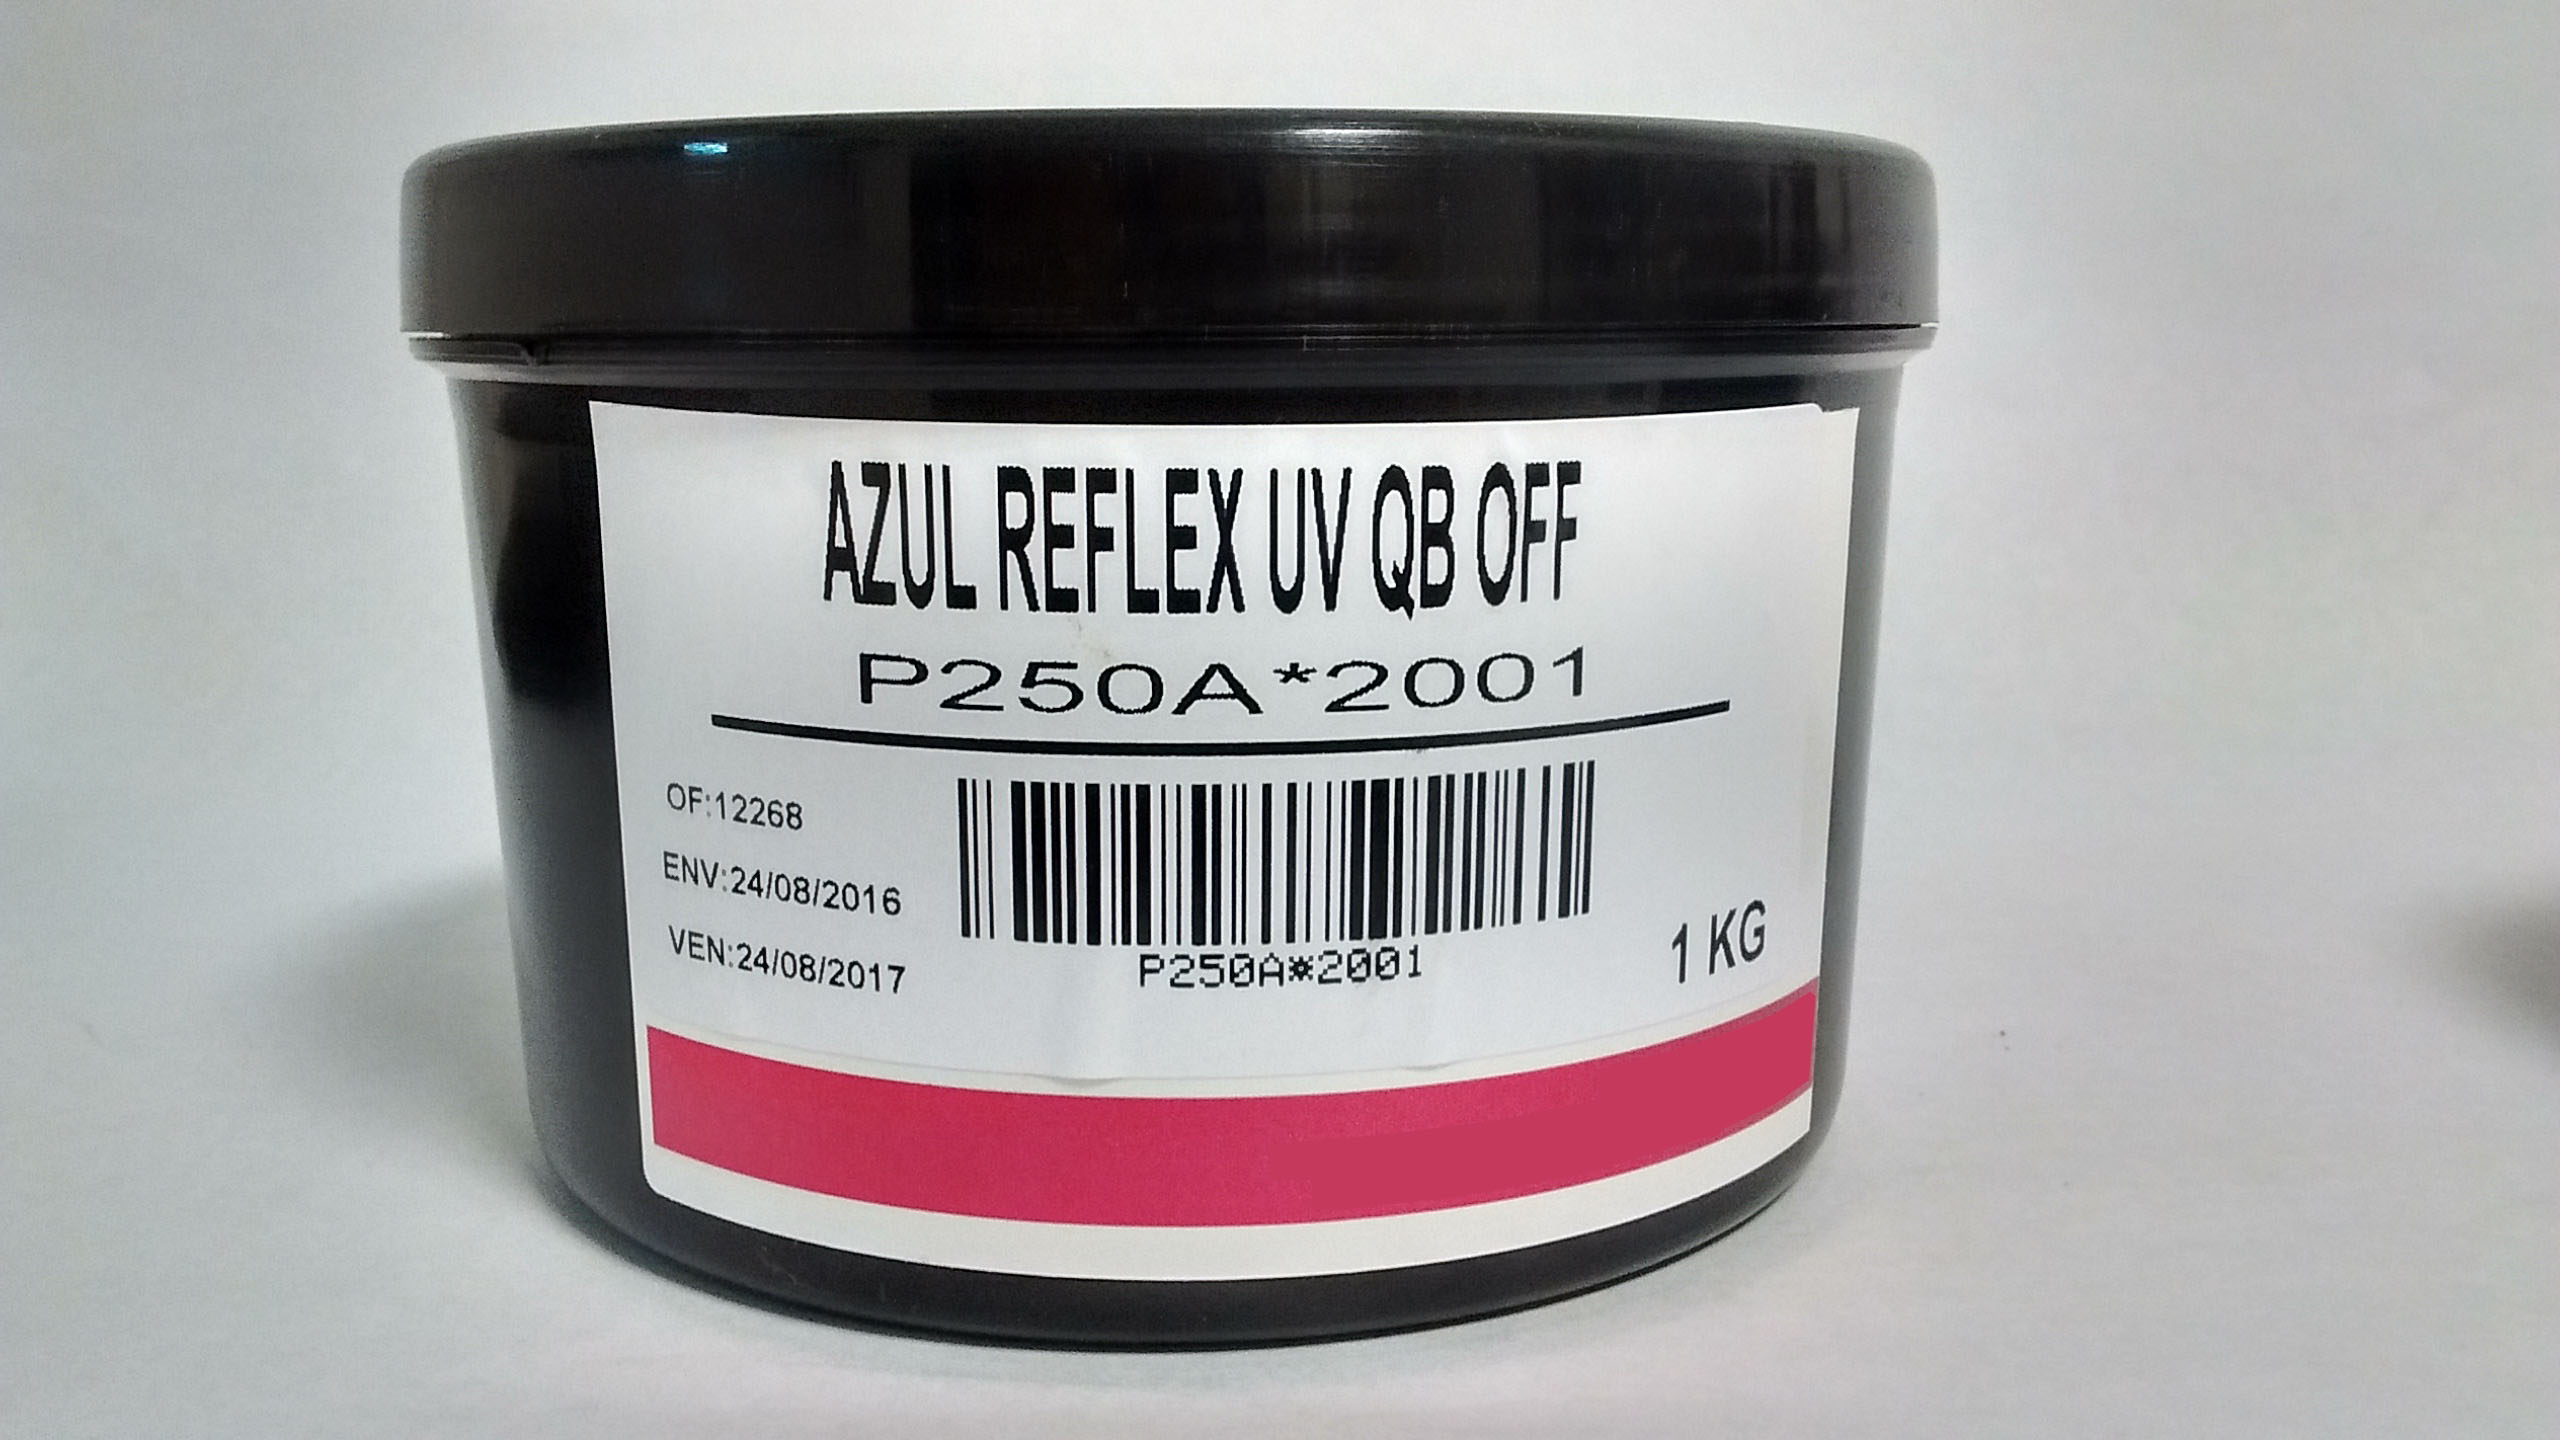 AZUL REFLEX UV QB OFF
P250A*2001
OF:12268
ENV:24/08/2016
VEN:24/08/2017
P250A*2001
1 KG